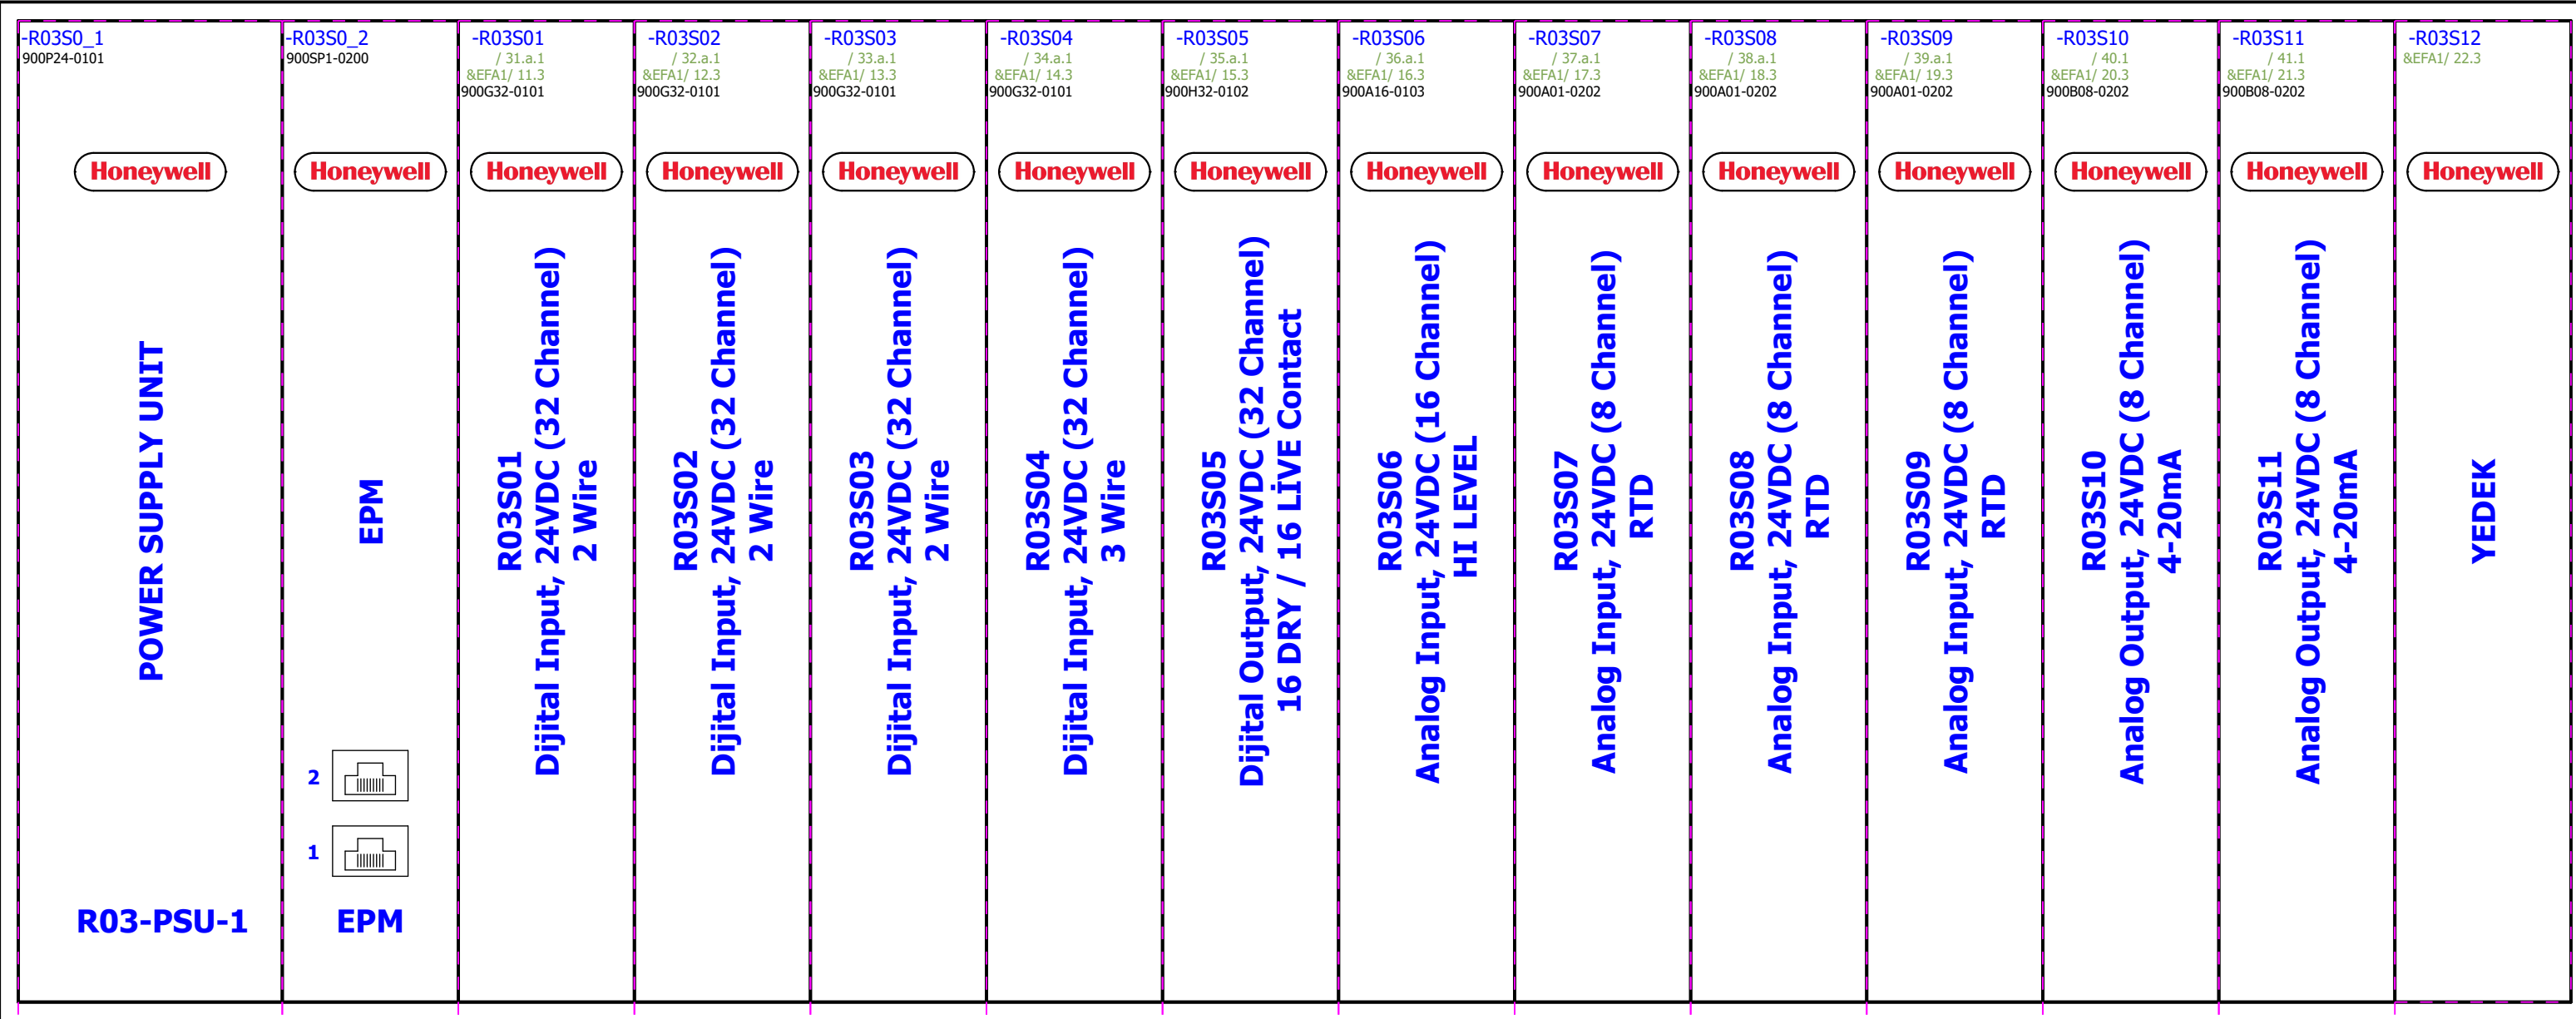 -R03S0_1
900P24-0101
Honeywell
POWER SUPPLY UNIT
R03-PSU-1
-R03S0_2
900SP1-0200
Honeywell
EPM
2
1
EPM
-R03S01
/ 31.a.1
&EFA1/ 11.3
900G32-0101
Honeywell
R03S01
Dijital Input, 24VDC (32 Channel)
2 Wire
-R03S02
/ 32.a.1
&EFA1/ 12.3
900G32-0101
Honeywell
R03S02
Dijital Input, 24VDC (32 Channel)
2 Wire
-R03S03
/ 33.a.1
&EFA1/ 13.3
900G32-0101
Honeywell
R03S03
Dijital Input, 24VDC (32 Channel)
2 Wire
-R03S04
/ 34.a.1
&EFA1/ 14.3
900G32-0101
Honeywell
R03S04
Dijital Input, 24VDC (32 Channel)
3 Wire
-R03S05
/ 35.a.1
&EFA1/ 15.3
900H32-0102
Honeywell
R03S05
Dijital Output, 24VDC (32 Channel)
16 DRY / 16 LİVE Contact
-R03S06
/ 36.a.1
&EFA1/ 16.3
900A16-0103
Honeywell
R03S06
Analog Input, 24VDC (16 Channel)
HI LEVEL
-R03S07
/ 37.a.1
&EFA1/ 17.3
900A01-0202
Honeywell
R03S07
Analog Input, 24VDC (8 Channel)
RTD
-R03S08
/ 38.a.1
&EFA1/ 18.3
900A01-0202
Honeywell
R03S08
Analog Input, 24VDC (8 Channel)
RTD
-R03S09
/ 39.a.1
&EFA1/ 19.3
900A01-0202
Honeywell
R03S09
Analog Input, 24VDC (8 Channel)
RTD
-R03S10
/ 40.1
&EFA1/ 20.3
900B08-0202
Honeywell
R03S10
Analog Output, 24VDC (8 Channel)
4-20mA
-R03S11
/ 41.1
&EFA1/ 21.3
900B08-0202
Honeywell
R03S11
Analog Output, 24VDC (8 Channel)
4-20mA
-R03S12
&EFA1/ 22.3
Honeywell
YEDEK